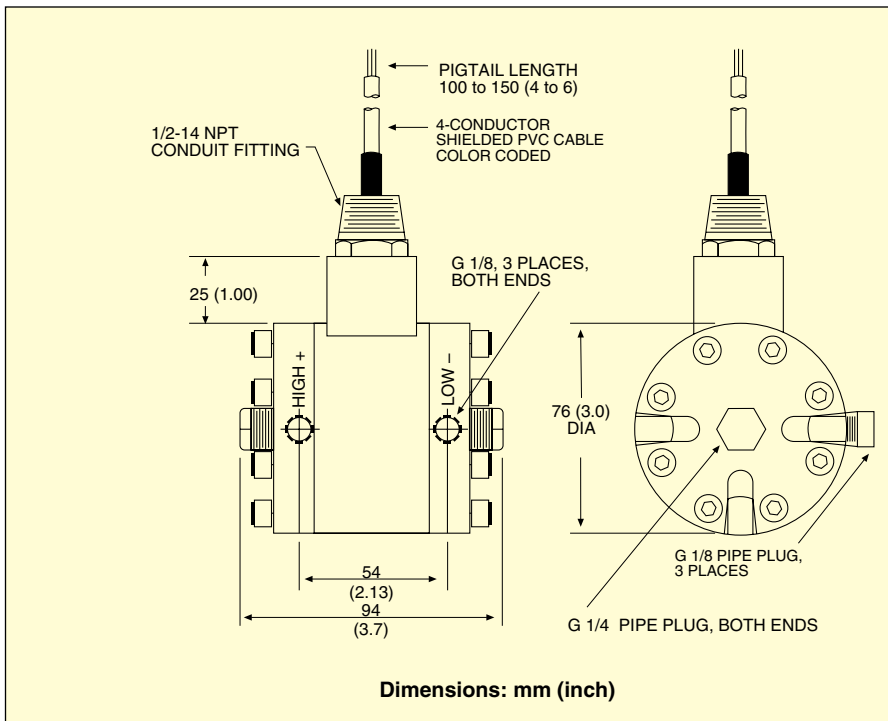 PIGTAIL LENGTH
100 to 150 (4 to 6)
1/2-14 NPT
CONDUIT FITTING
4-CONDUCTOR
SHIELDED PVC CABLE
COLOR CODED
G 1/8, 3 PLACES,
BOTH ENDS
25 (1.00)
HIGH +
LOW −
76 (3.0)
DIA
54
(2.13)
94
(3.7)
G 1/8 PIPE PLUG,
3 PLACES
G 1/4 PIPE PLUG, BOTH ENDS
Dimensions: mm (inch)